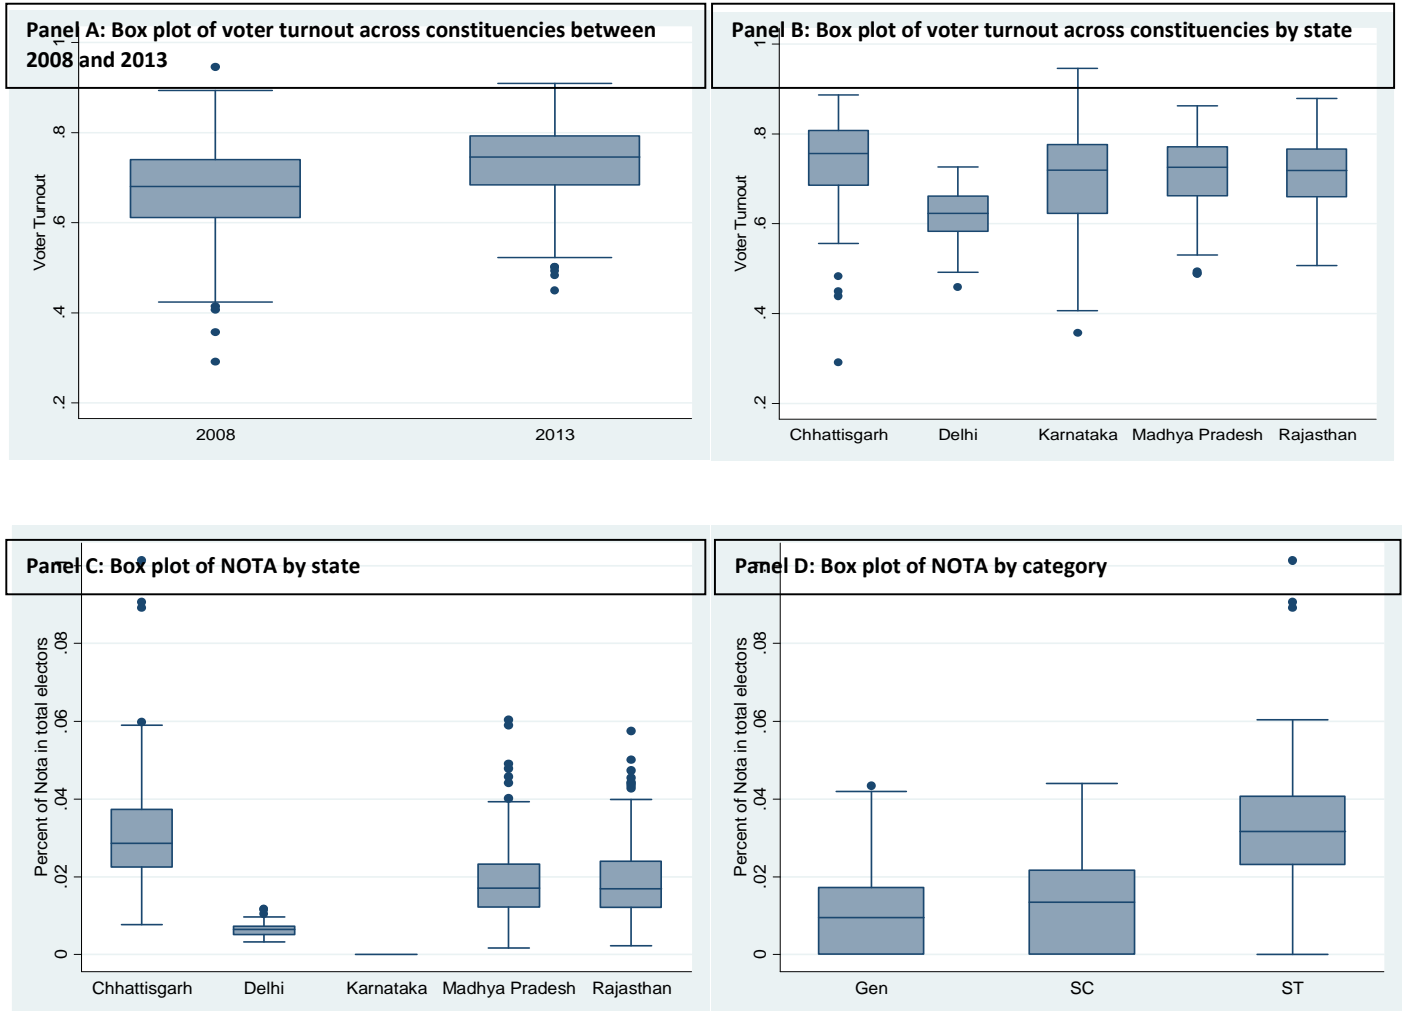 Panel A: Box plot of voter turnout across constituencies between
2008 and 2013
1
.8
.6
.4
.2
Voter Turnout
2008 2013
Panel B: Box plot of voter turnout across constituencies by state
1
.8
.6
.4
.2
Voter Turnout
Chhattisgarh Delhi Karnataka Madhya Pradesh Rajasthan
Panel C: Box plot of NOTA by state
.08
.06
.04
.02
0
Percent of Nota in total electors
Chhattisgarh Delhi Karnataka Madhya Pradesh Rajasthan
Panel D: Box plot of NOTA by category
.08
.06
.04
.02
0
Percent of Nota in total electors
Gen SC ST